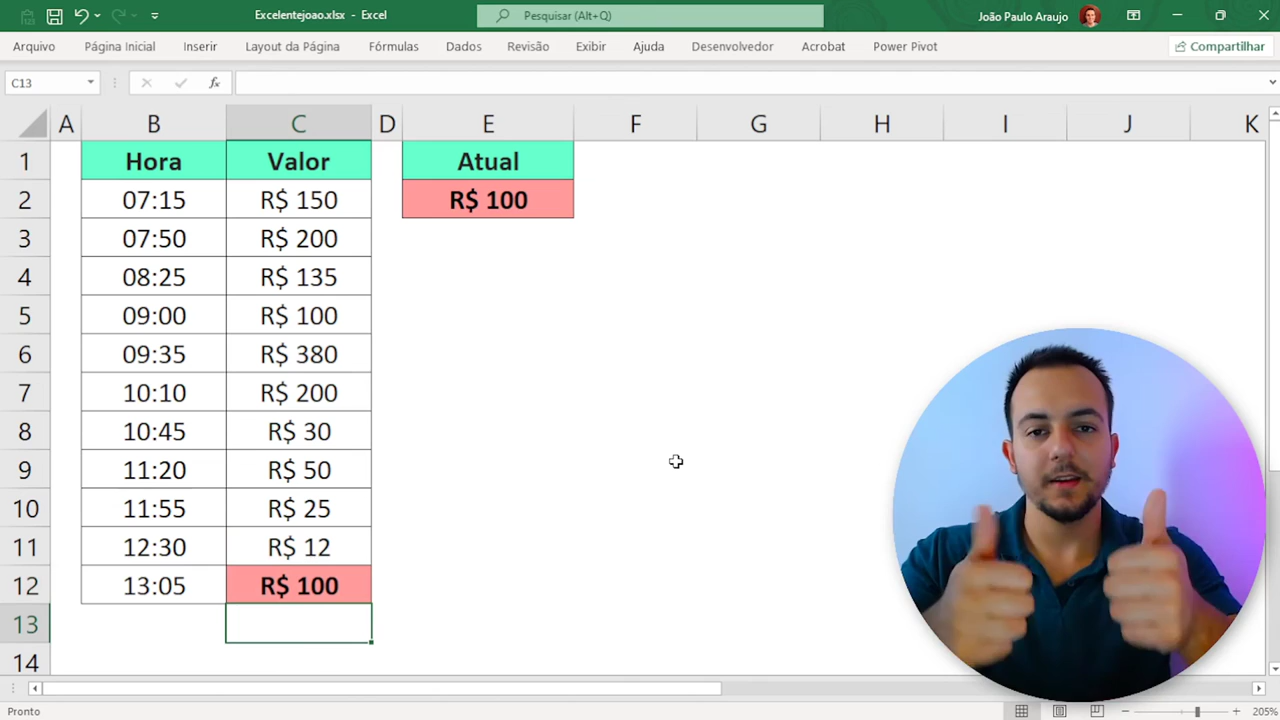 Excelentejoao.xlsx - Excel
Pesquisar (Alt+Q)
João Paulo Araujo
Arquivo Página Inicial Inserir Layout da Página Fórmulas Dados Revisão Exibir Ajuda Desenvolvedor Acrobat Power Pivot Compartilhar
C13 fx
A B C D E F G H I J K
1 Hora Valor Atual
2 07:15 R$ 150 R$ 100
3 07:50 R$ 200
4 08:25 R$ 135
5 09:00 R$ 100
6 09:35 R$ 380
7 10:10 R$ 200
8 10:45 R$ 30
9 11:20 R$ 50
10 11:55 R$ 25
11 12:30 R$ 12
12 13:05 R$ 100
13
14
Pronto 205%